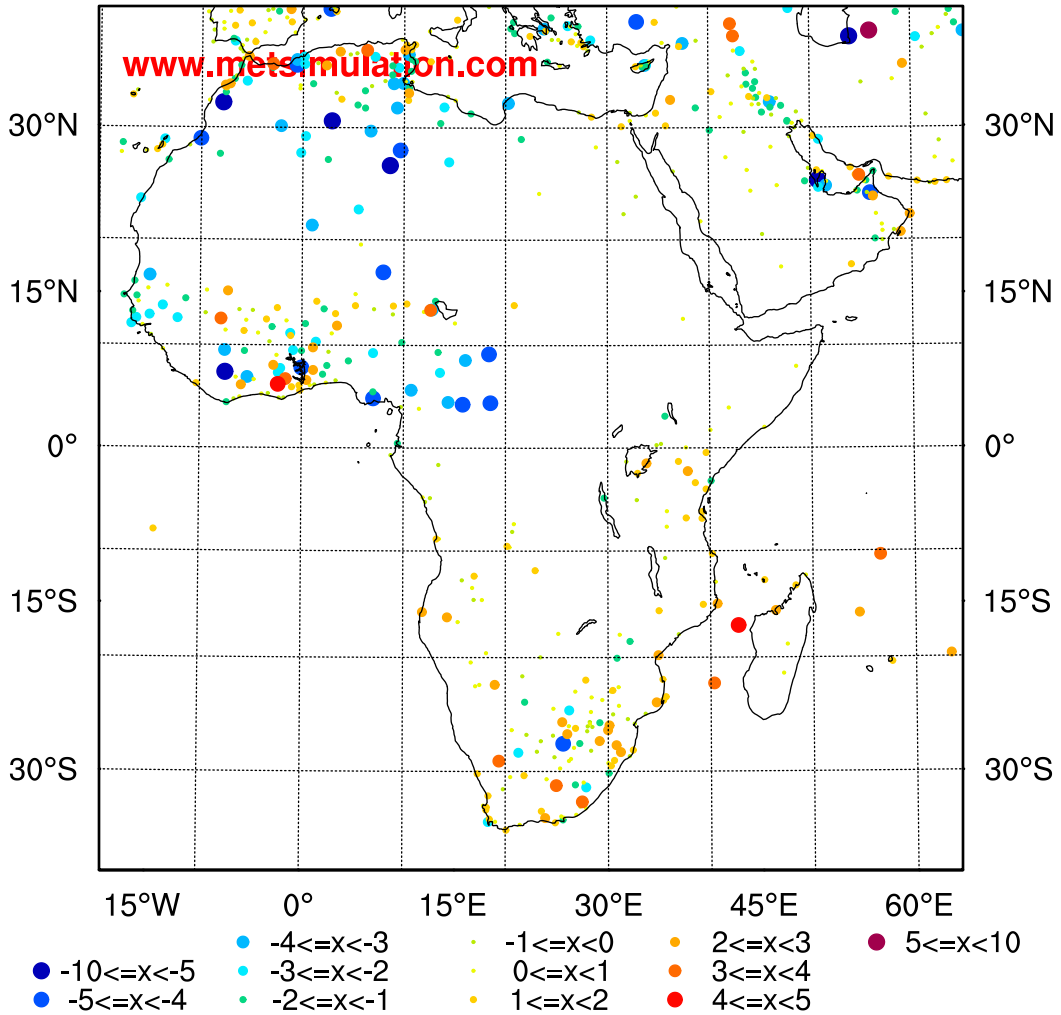 www.metsimulation.com
30°N 30°N
15°N 15°N
0° 0°
15°S 15°S
30°S 30°S
15°W 0° 15°E 30°E 45°E 60°E
-4<=x<-3 -1<=x<0 2<=x<3 5<=x<10
-10<=x<-5 -3<=x<-2 0<=x<1 3<=x<4
-5<=x<-4 -2<=x<-1 1<=x<2 4<=x<5